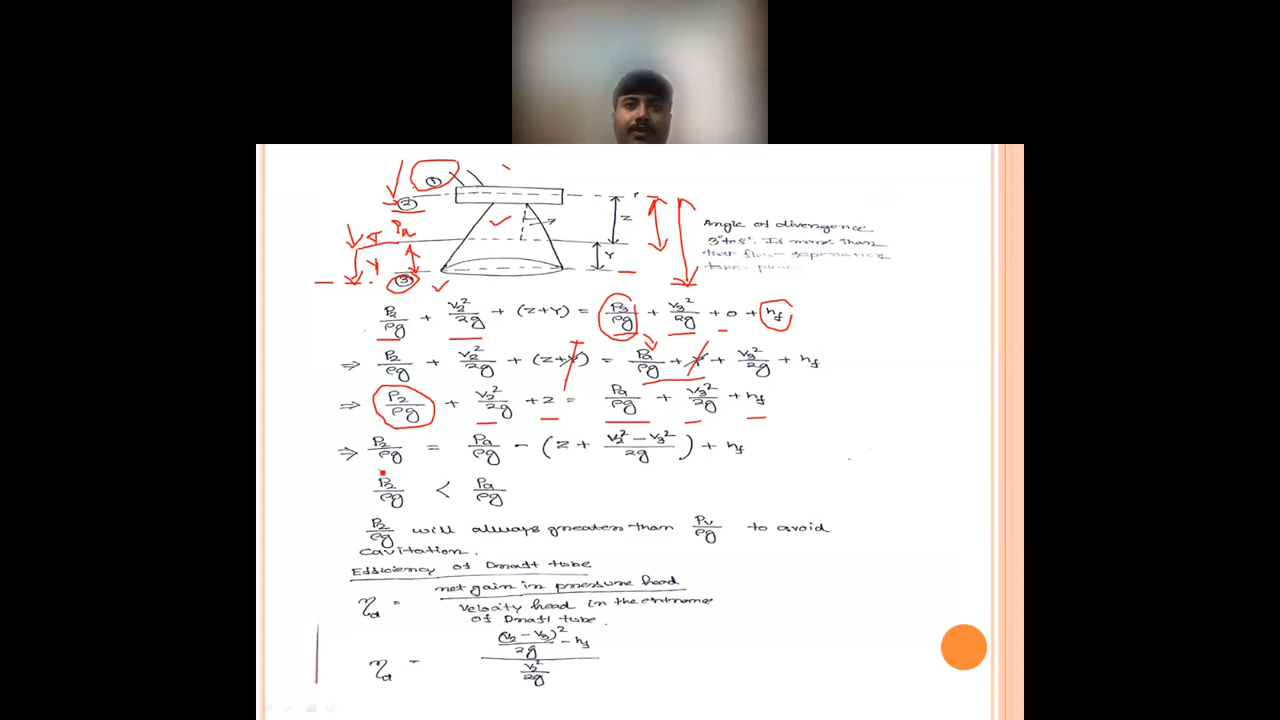 ①
②
Pa
Z
Y
Y
③
Angle of divergence
3° to 8°. If more than
that flow separation
takes place
P₂/ρg + V₂²/2g + (Z+Y) = P₃/ρg + V₃²/2g + 0 + hf
⇒ P₂/ρg + V₂²/2g + (Z+Y) = Pa/ρg + Y + V₃²/2g + hf
⇒ P₂/ρg + V₂²/2g + Z = Pa/ρg + V₃²/2g + hf
⇒ P₂/ρg = Pa/ρg - (Z + V₂² - V₃²/2g) + hf
P₂/ρg < Pa/ρg
P₂/ρg will always greater than Pv/ρg to avoid
cavitation.
Efficiency of Draft tube
ηd = net gain in pressure head
velocity head in the entrance
of Draft tube.
ηd = (V₂ - V₃)²/2g - hf
V₂²/2g